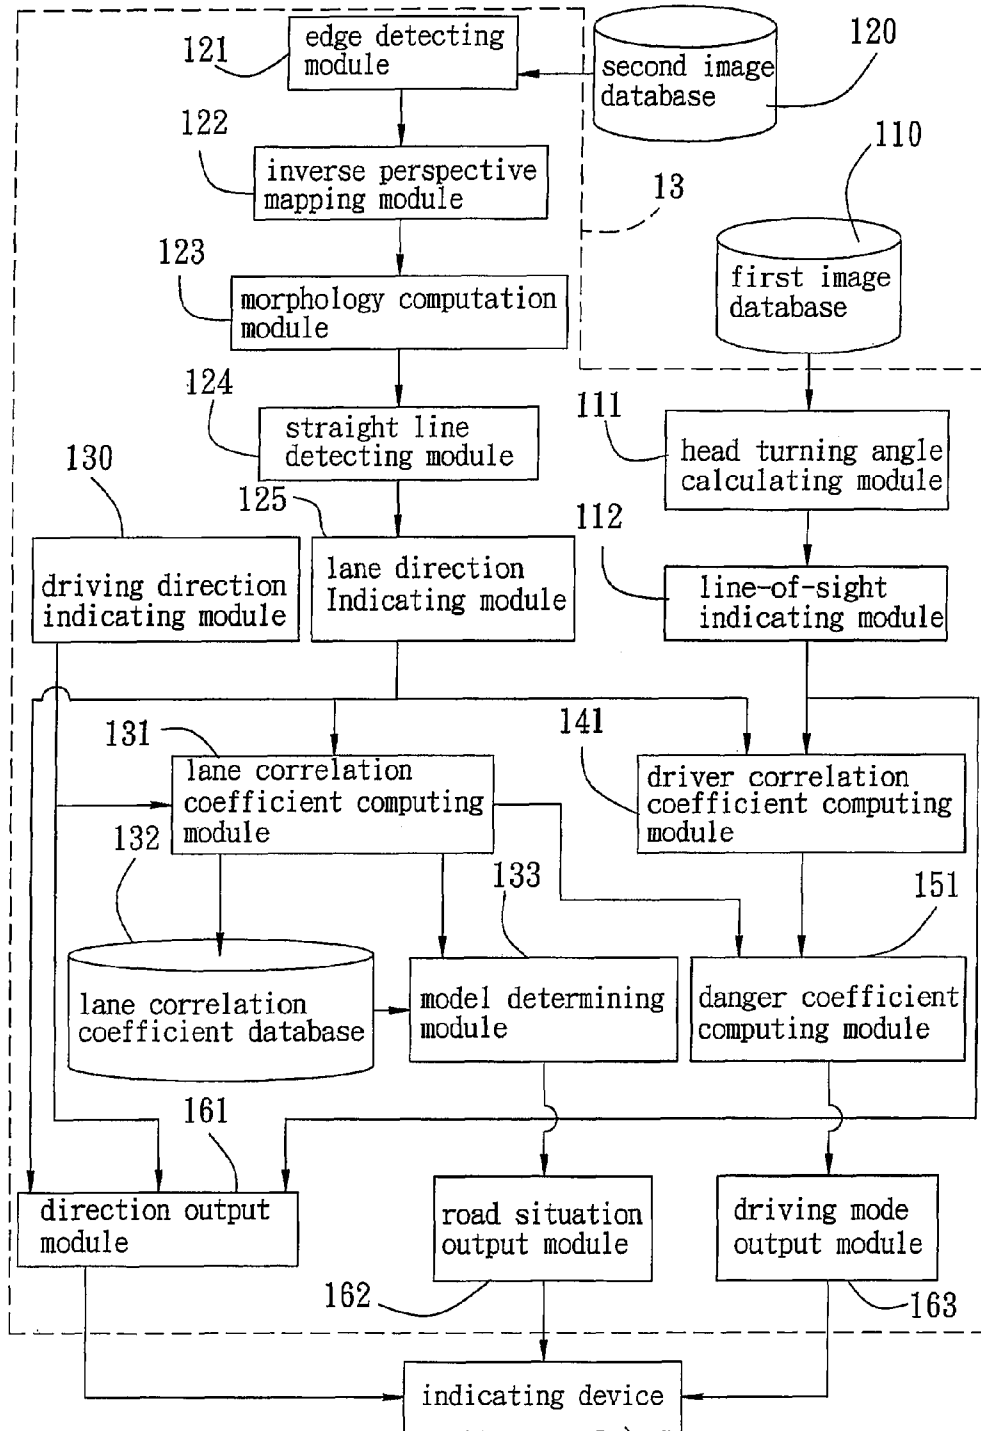 121
edge detecting
module
second image
database
120
122
inverse perspective
mapping module
13
110
first image
database
123
morphology computation
module
124
straight line
detecting module
111
head turning angle
calculating module
130
driving direction
indicating module
125
lane direction
Indicating module
112
line-of-sight
indicating module
131
lane correlation
coefficient computing
module
141
driver correlation
coefficient computing
module
132
lane correlation
coefficient database
133
model determining
module
151
danger coefficient
computing module
161
direction output
module
road situation
output module
162
driving mode
output module
163
indicating device